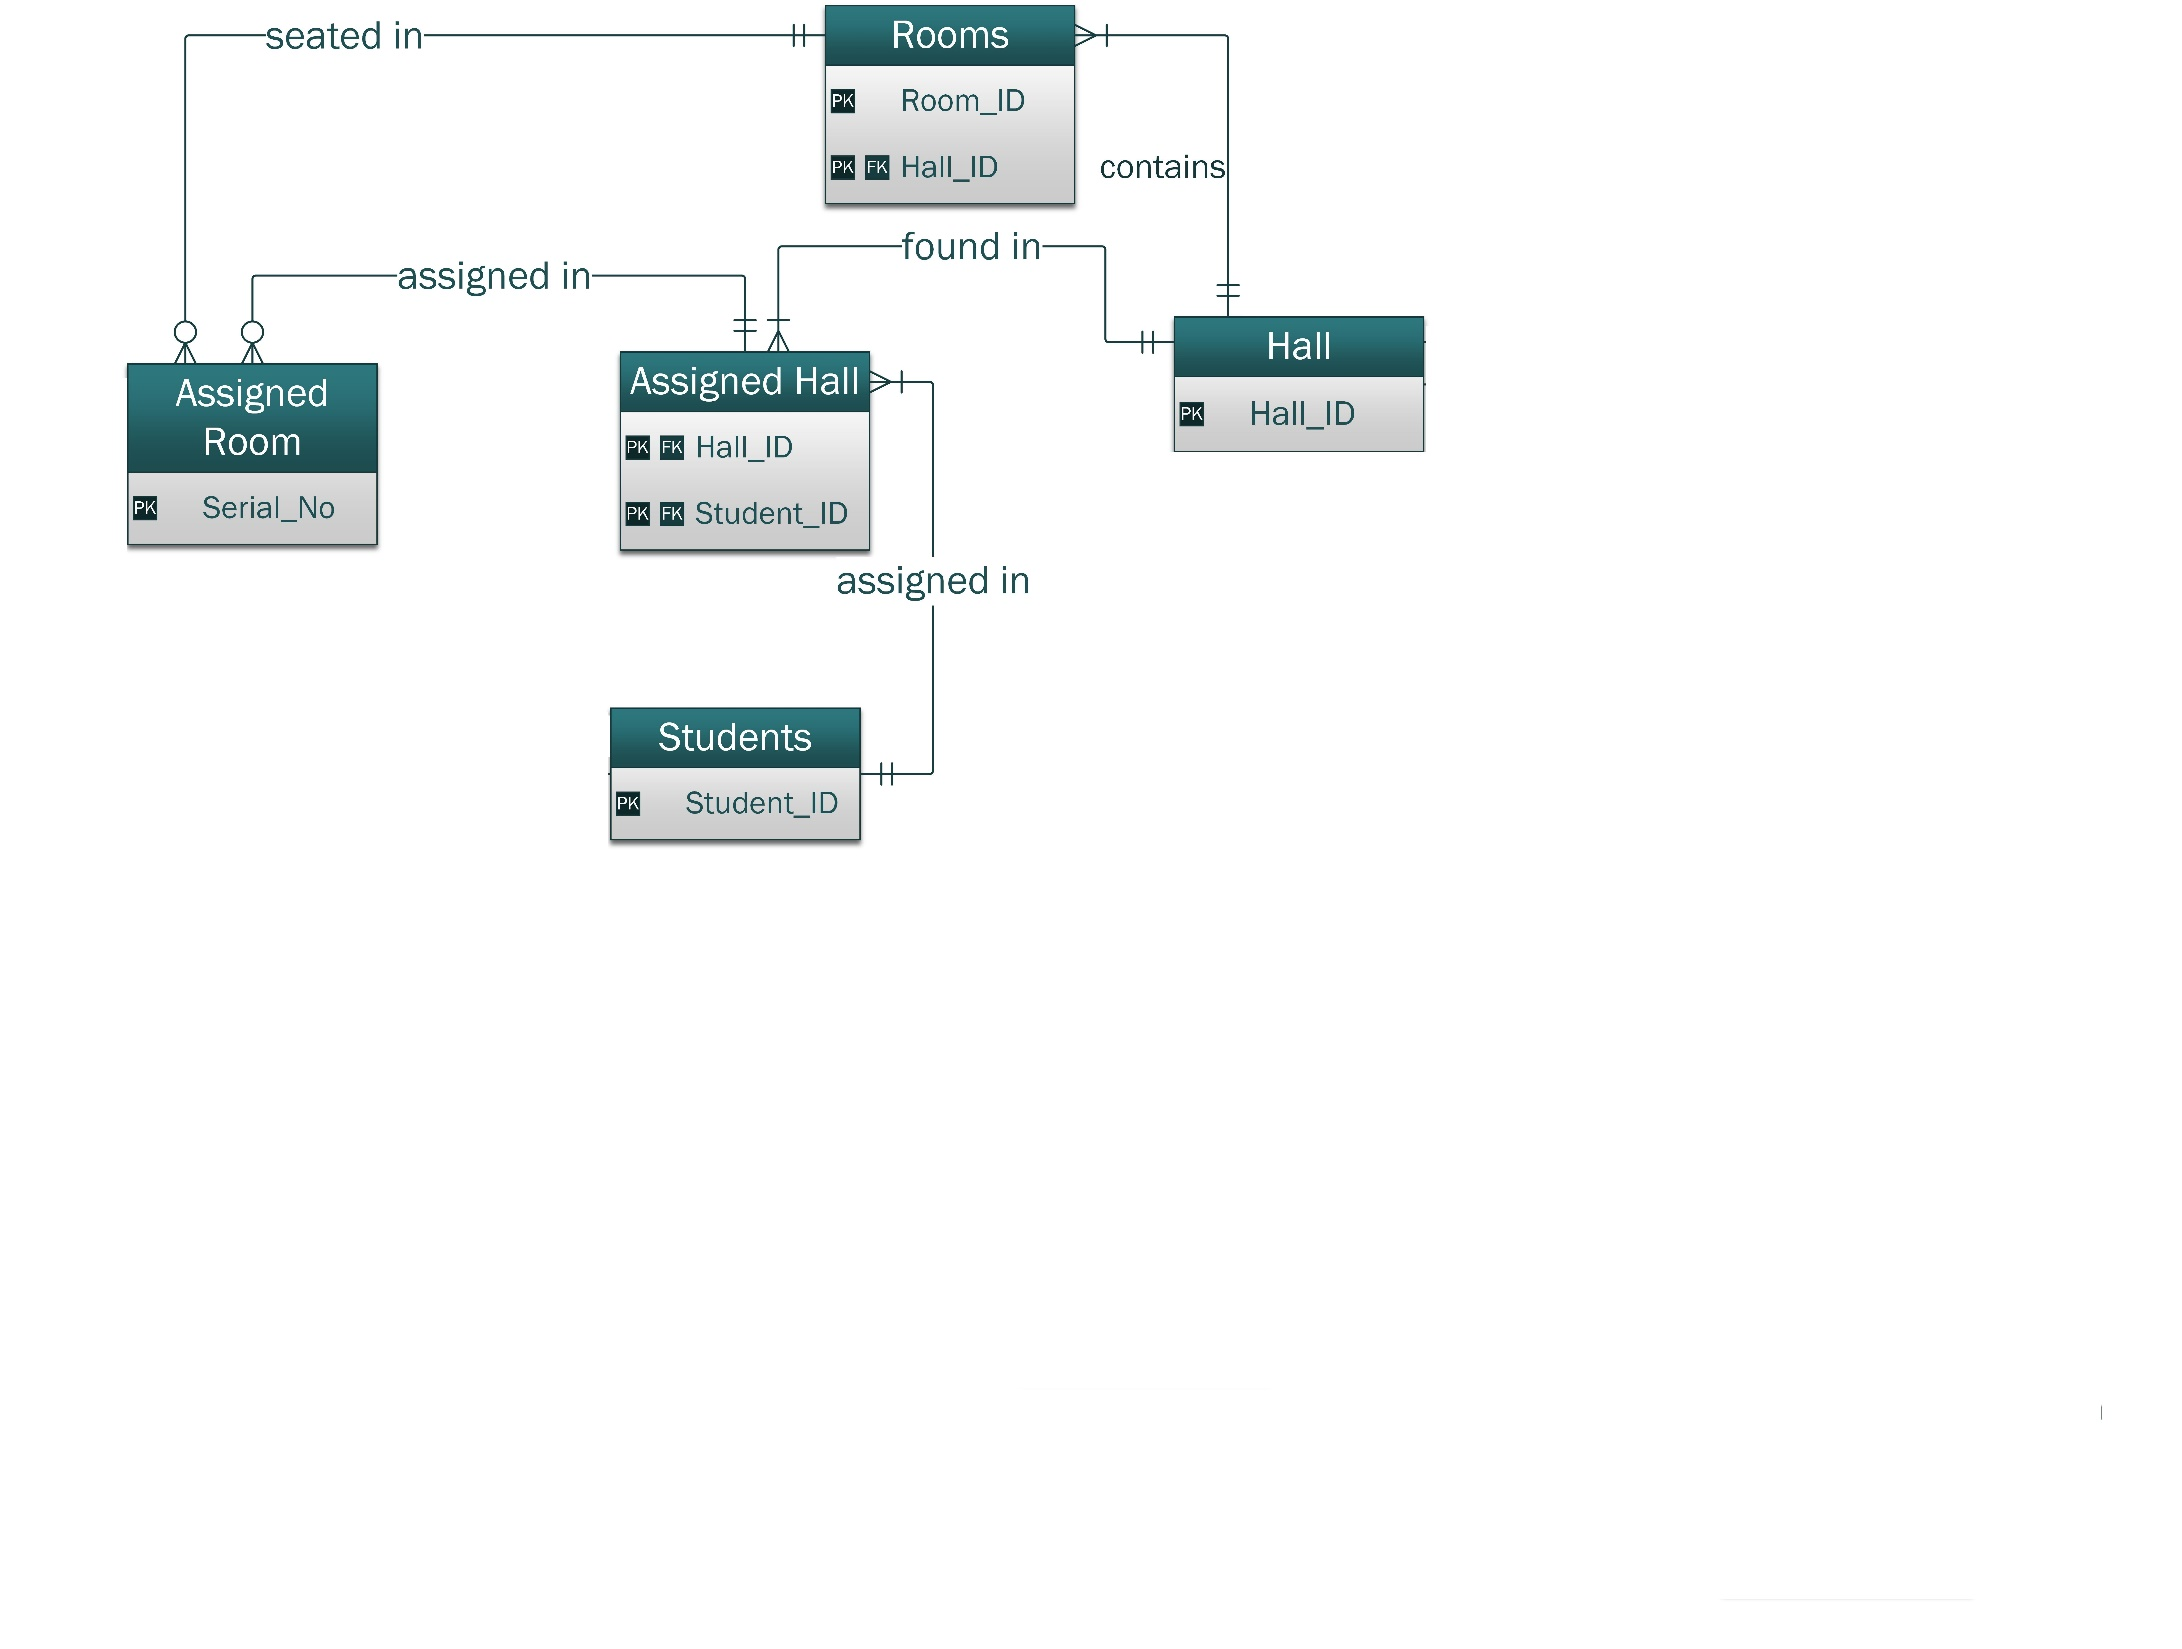 seated in
Rooms
PK Room_ID
PK FK Hall_ID
contains
found in
assigned in
Hall
PK Hall_ID
Assigned
Room
PK Serial_No
Assigned Hall
PK FK Hall_ID
PK FK Student_ID
assigned in
Students
PK Student_ID